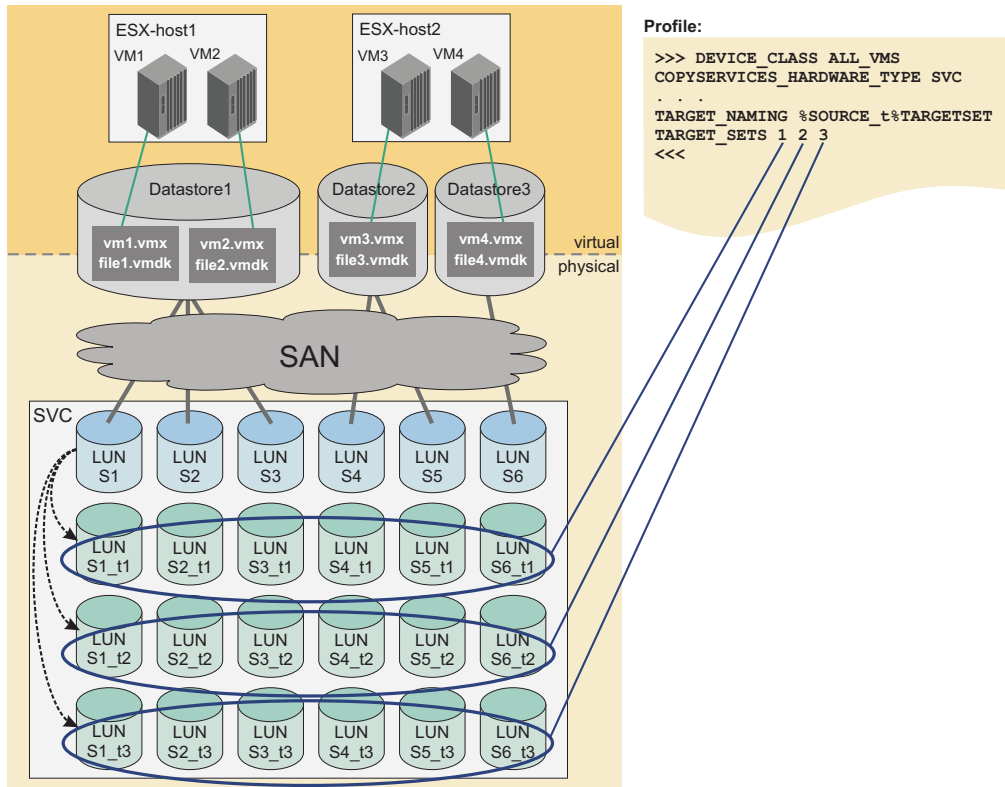 ESX-host1
VM1
VM2
ESX-host2
VM3
VM4
Datastore1
Datastore2
Datastore3
vm1.vmx
file1.vmdk
vm2.vmx
file2.vmdk
vm3.vmx
file3.vmdk
vm4.vmx
file4.vmdk
virtual
physical
SAN
SVC
LUN
S1
LUN
S2
LUN
S3
LUN
S4
LUN
S5
LUN
S6
LUN
S1_t1
LUN
S2_t1
LUN
S3_t1
LUN
S4_t1
LUN
S5_t1
LUN
S6_t1
LUN
S1_t2
LUN
S2_t2
LUN
S3_t2
LUN
S4_t2
LUN
S5_t2
LUN
S6_t2
LUN
S1_t3
LUN
S2_t3
LUN
S3_t3
LUN
S4_t3
LUN
S5_t3
LUN
S6_t3
Profile:
>>> DEVICE_CLASS ALL_VMS
COPYSERVICES_HARDWARE_TYPE SVC
. . .
TARGET_NAMING %SOURCE_t%TARGETSET
TARGET_SETS 1 2 3
<<<